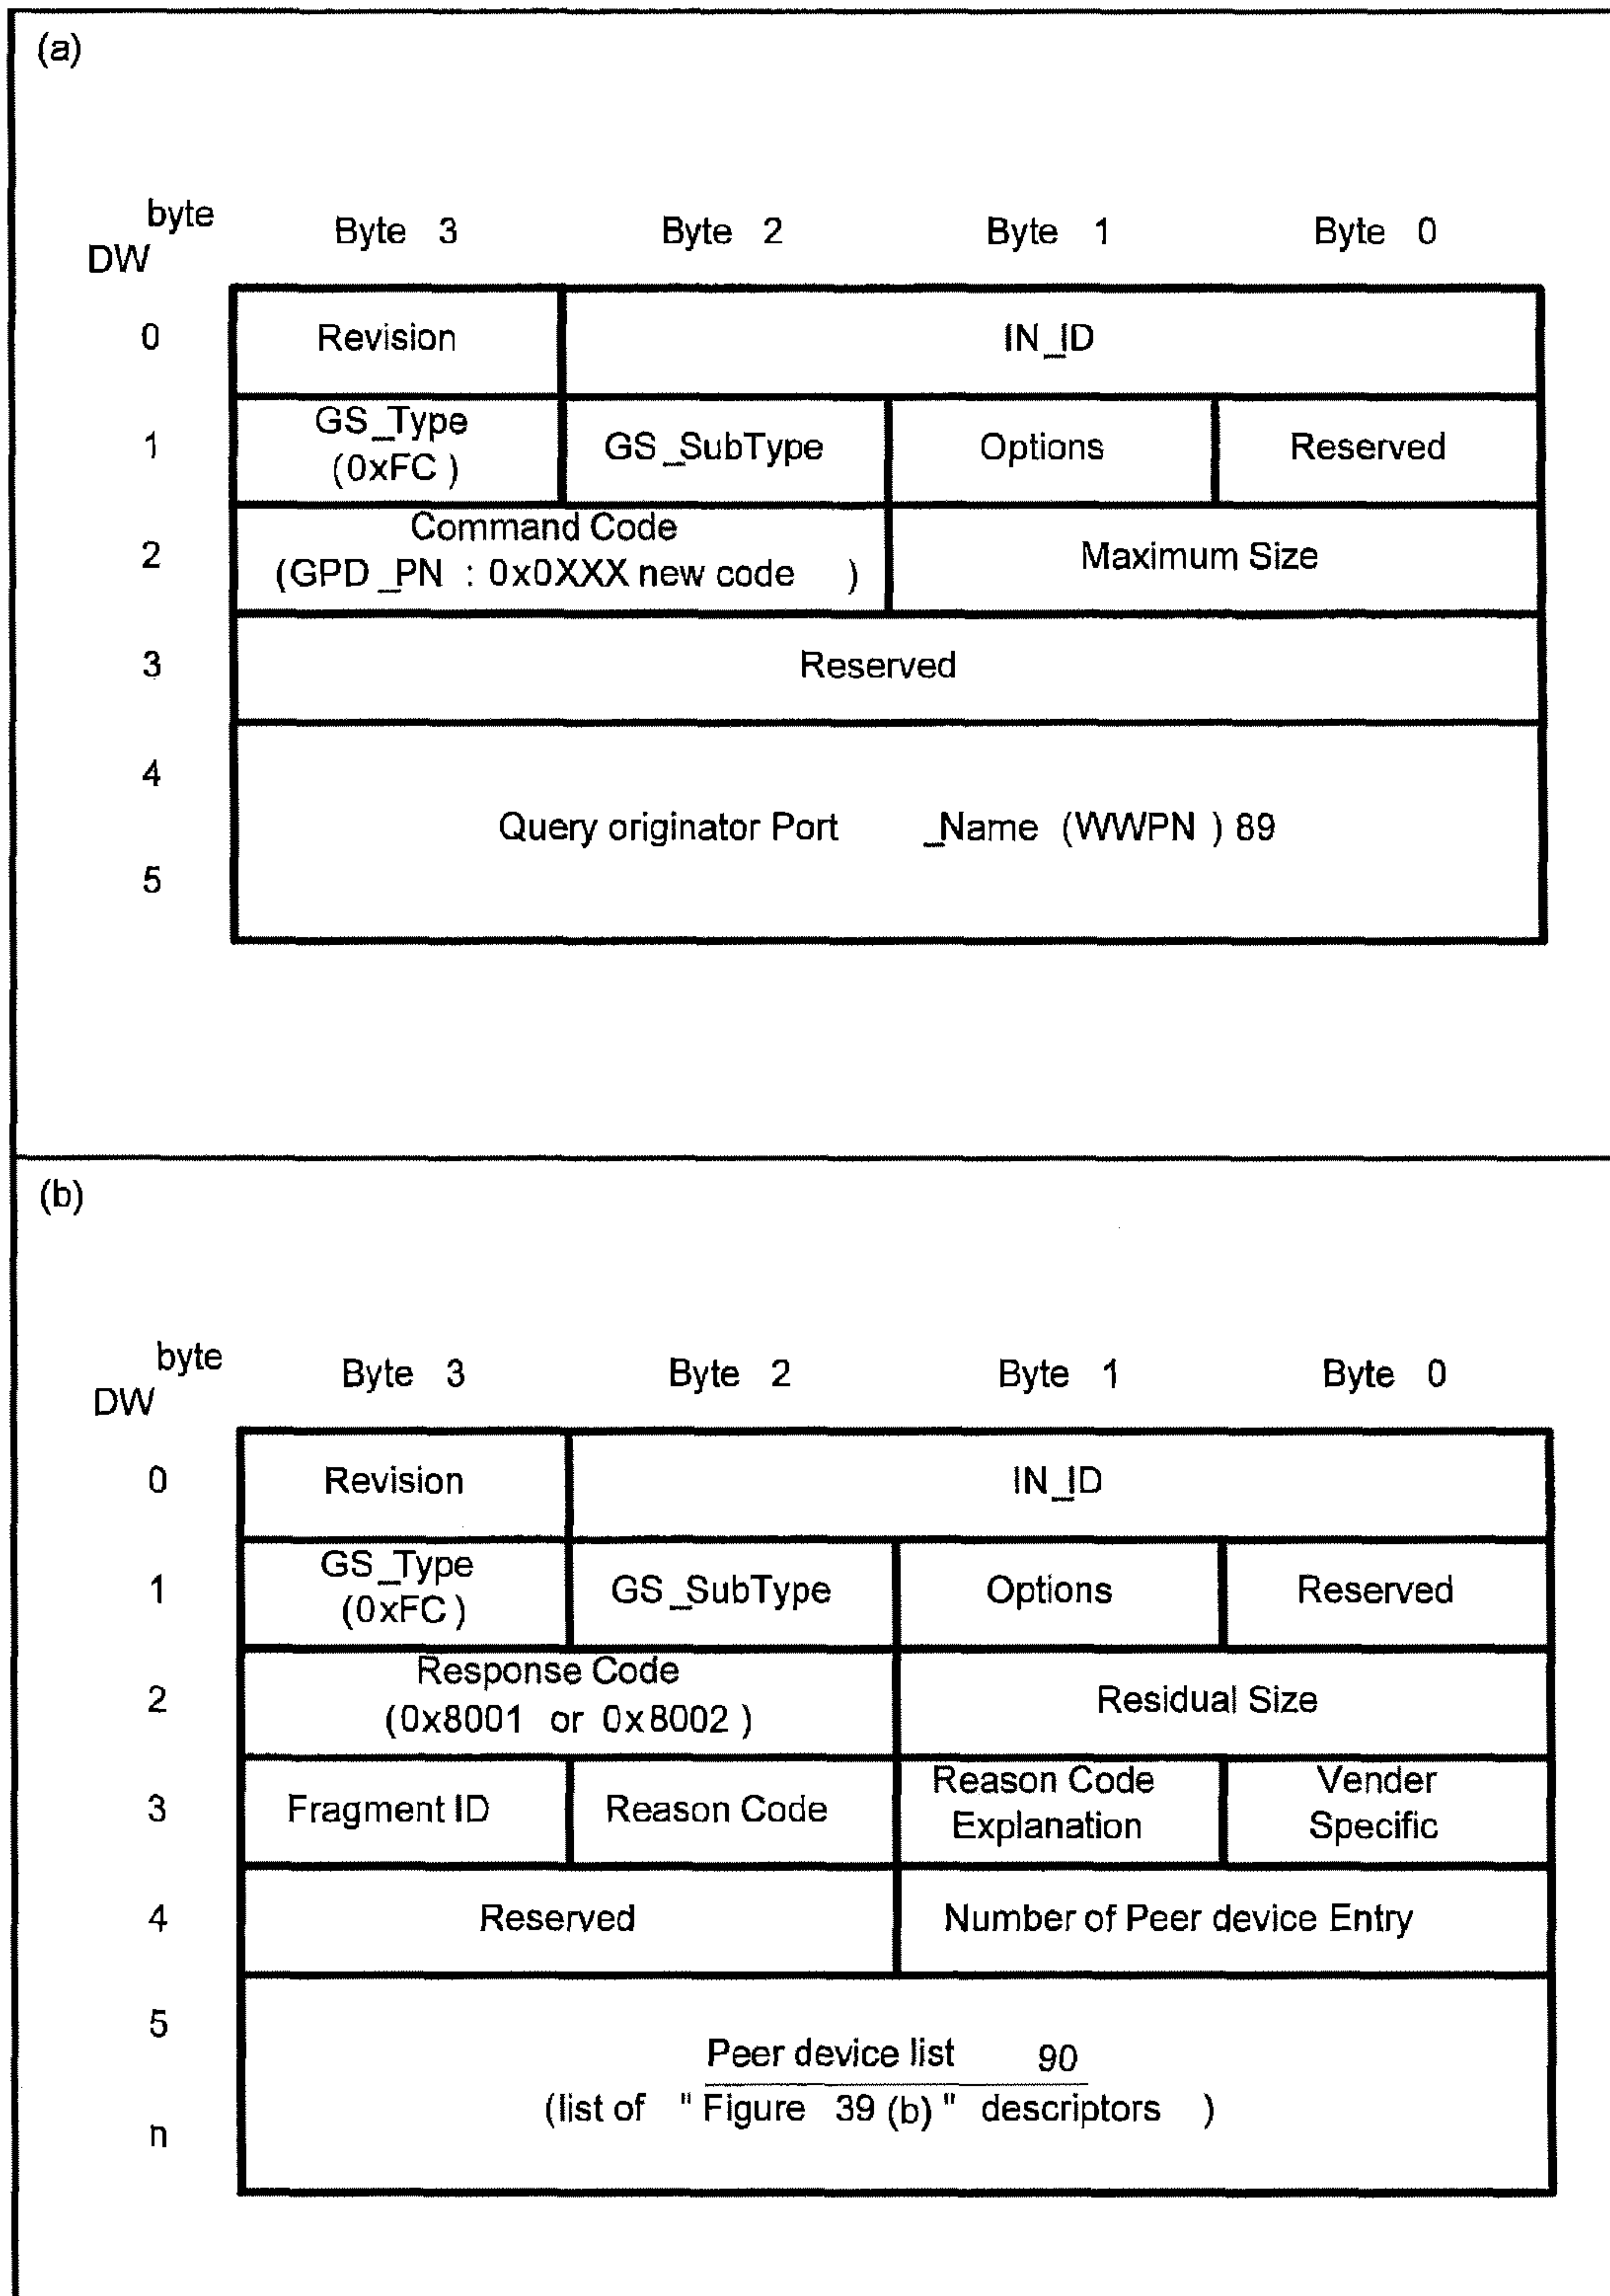 (a)
byte
DW
Byte 3 Byte 2 Byte 1 Byte 0
0 Revision IN_ID
1 GS_Type (0xFC) GS_SubType Options Reserved
2 Command Code (GPD_PN : 0x0XXX new code) Maximum Size
3 Reserved
4
Query originator Port_Name (WWPN) 89
5
(b)
byte
DW
Byte 3 Byte 2 Byte 1 Byte 0
0 Revision IN_ID
1 GS_Type (0xFC) GS_SubType Options Reserved
2 Response Code (0x8001 or 0x8002) Residual Size
3 Fragment ID Reason Code Reason Code Explanation Vender Specific
4 Reserved Number of Peer device Entry
5
Peer device list 90
(list of "Figure 39 (b)" descriptors)
n